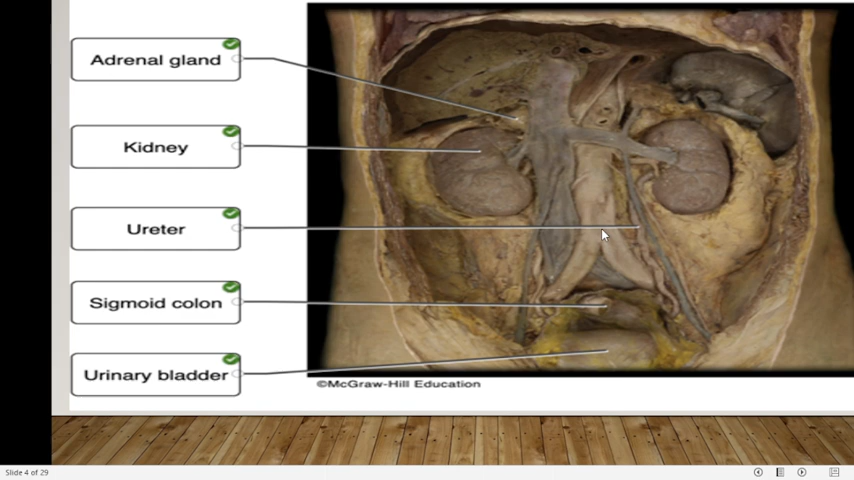 Adrenal gland
Kidney
Ureter
Sigmoid colon
Urinary bladder
©McGraw-Hill Education
Slide 4 of 29